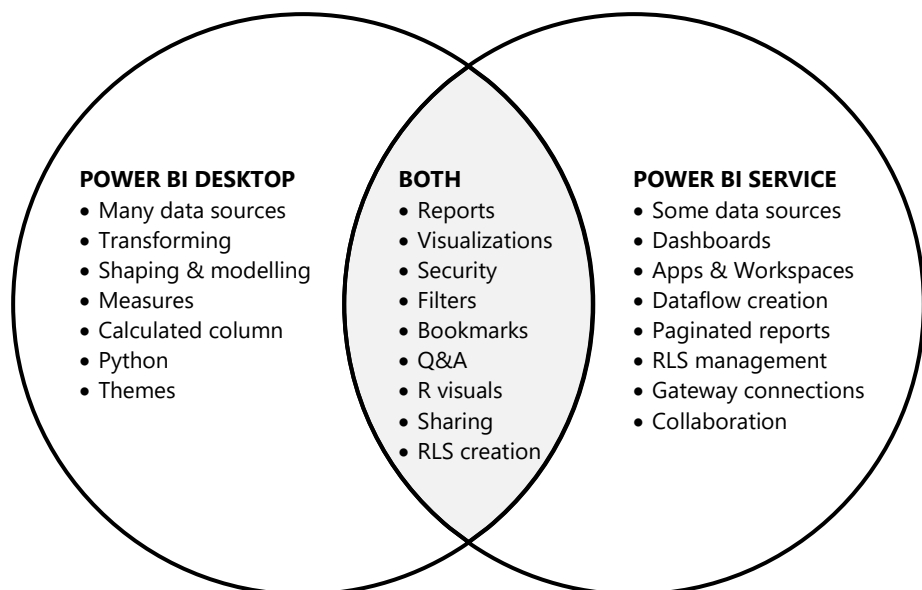 POWER BI DESKTOP
• Many data sources
• Transforming
• Shaping & modelling
• Measures
• Calculated column
• Python
• Themes
BOTH
• Reports
• Visualizations
• Security
• Filters
• Bookmarks
• Q&A
• R visuals
• Sharing
• RLS creation
POWER BI SERVICE
• Some data sources
• Dashboards
• Apps & Workspaces
• Dataflow creation
• Paginated reports
• RLS management
• Gateway connections
• Collaboration